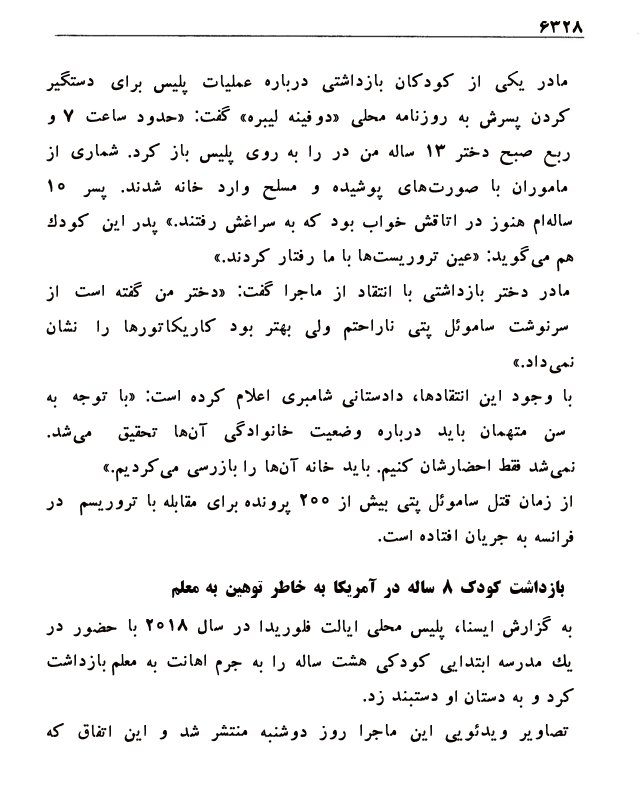 ۶۳۲۸
مادر یکی از کودکان بازداشتی درباره عملیات پلیس برای دستگیر
کردن پسرش به روزنامه محلی «دوفینه لیبره» گفت: «حدود ساعت ۷ و
ربع صبح دختر ۱۳ ساله من در را به روی پلیس باز کرد. شماری از
ماموران با صورت‌های پوشیده و مسلح وارد خانه شدند. پسر ۱۰
ساله‌ام هنوز در اتاقش خواب بود که به سراغش رفتند.» پدر این کودك
هم می‌گوید: «عین تروریست‌ها با ما رفتار کردند.»
مادر دختر بازداشتی با انتقاد از ماجرا گفت: «دختر من گفته است از
سرنوشت ساموئل پتی ناراحتم ولی بهتر بود کاریکاتورها را نشان
نمی‌داد.»
با وجود این انتقادها، دادستانی شامبری اعلام کرده است: «با توجه به
سن متهمان باید درباره وضعیت خانوادگی آن‌ها تحقیق می‌شد.
نمی‌شد فقط احضارشان کنیم. باید خانه آن‌ها را بازرسی می‌کردیم.»
از زمان قتل ساموئل پتی بیش از ۲۰۰ پرونده برای مقابله با تروریسم در
فرانسه به جریان افتاده است.
بازداشت کودک ۸ ساله در آمریکا به خاطر توهین به معلم
به گزارش ایسنا، پلیس محلی ایالت فلوریدا در سال ۲۰۱۸ با حضور در
یك مدرسه ابتدایی کودکی هشت ساله را به جرم اهانت به معلم بازداشت
کرد و به دستان او دستبند زد.
تصاویر ویدئویی این ماجرا روز دوشنبه منتشر شد و این اتفاق که